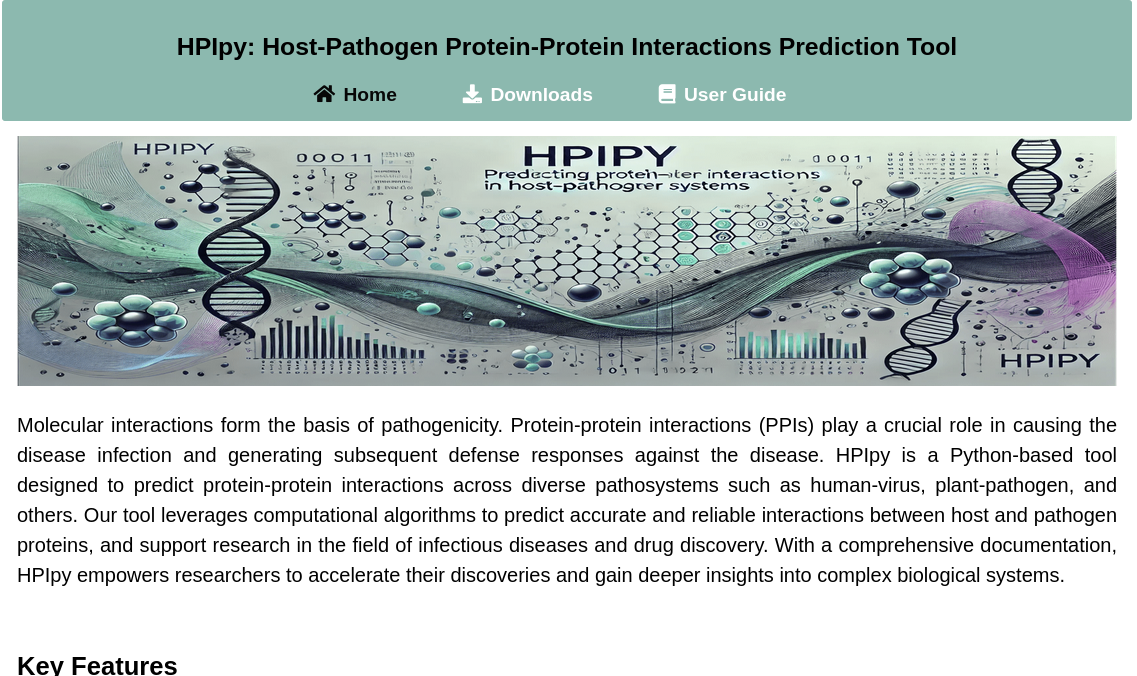 HPIpy: Host-Pathogen Protein-Protein Interactions Prediction Tool
Home Downloads User Guide
HPIPY
00011
HPIPY
Predecting protein-iter interactions
in host-pathogrer systems
00011
HPIPY
Molecular interactions form the basis of pathogenicity. Protein-protein interactions (PPIs) play a crucial role in causing the
disease infection and generating subsequent defense responses against the disease. HPIpy is a Python-based tool
designed to predict protein-protein interactions across diverse pathosystems such as human-virus, plant-pathogen, and
others. Our tool leverages computational algorithms to predict accurate and reliable interactions between host and pathogen
proteins, and support research in the field of infectious diseases and drug discovery. With a comprehensive documentation,
HPIpy empowers researchers to accelerate their discoveries and gain deeper insights into complex biological systems.
Key Features